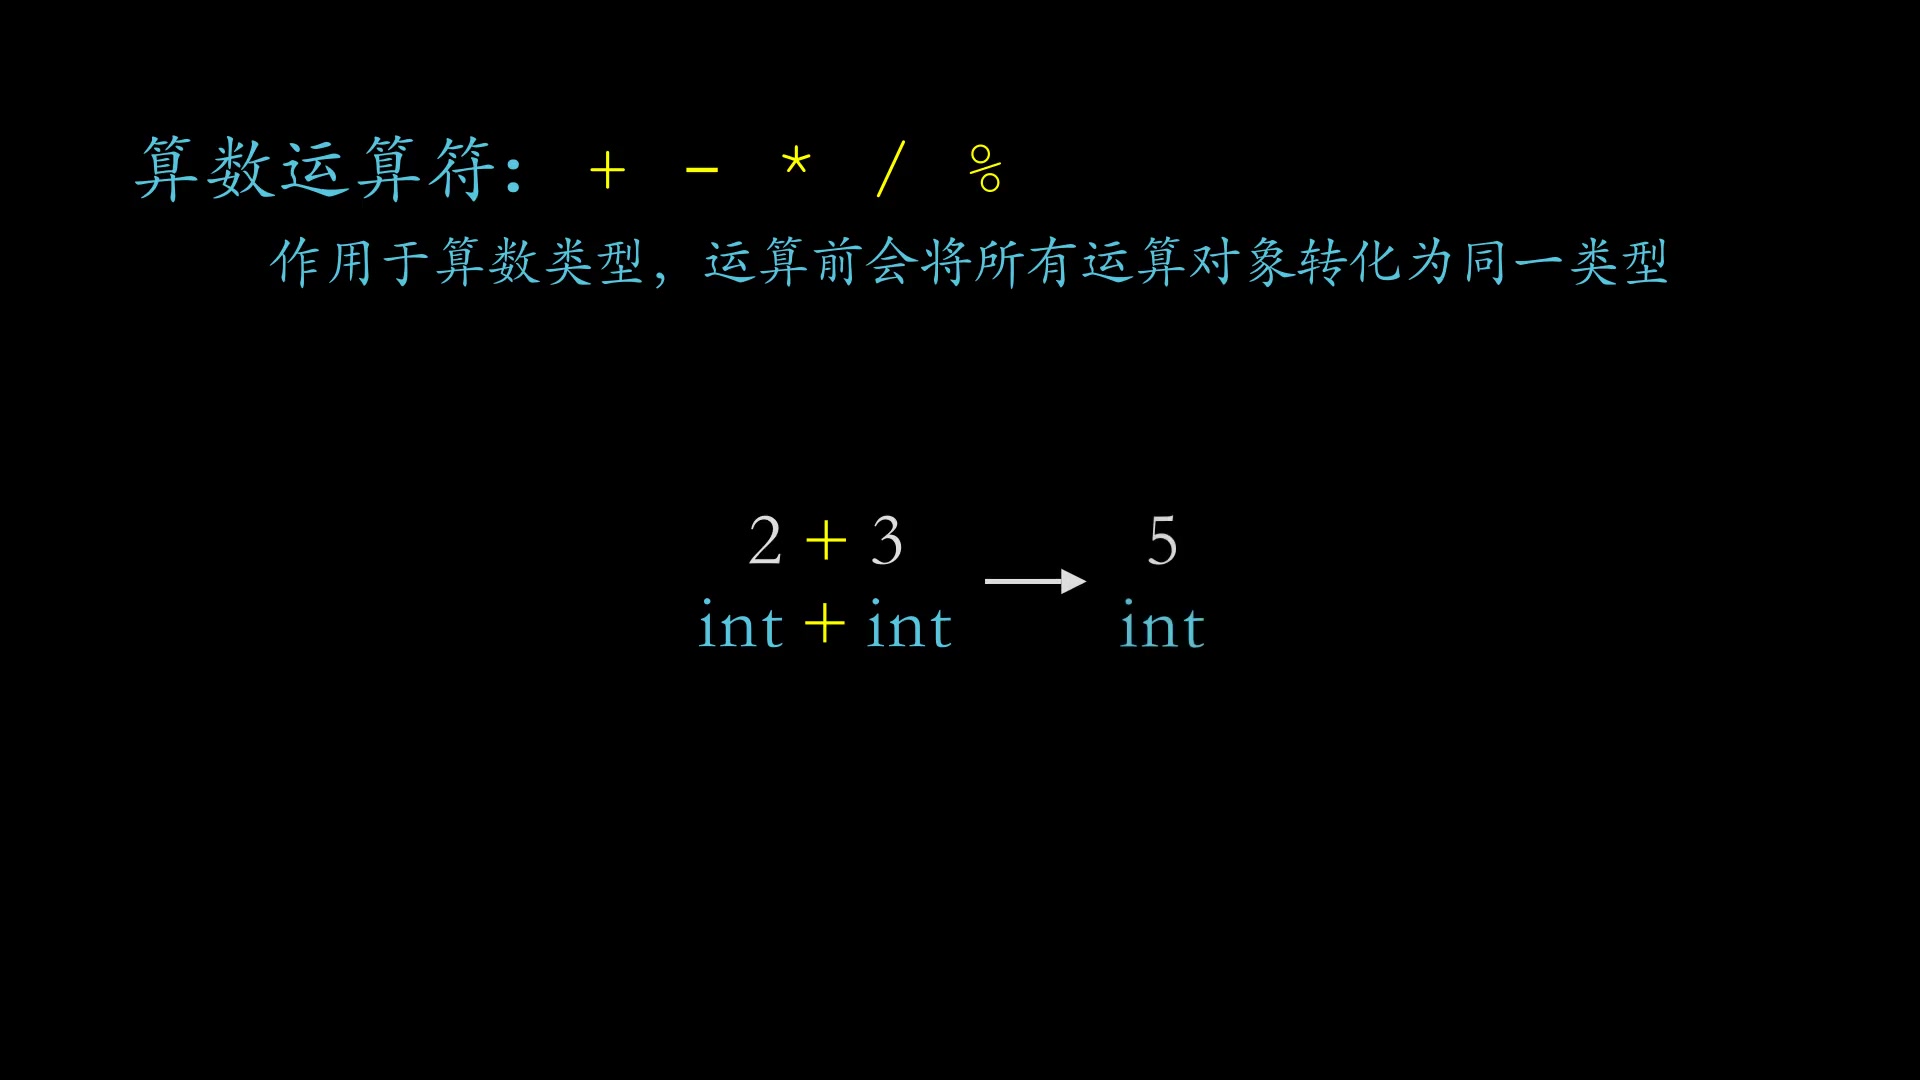 算数运算符: + - * / %
作用于算数类型，运算前会将所有运算对象转化为同一类型
2 + 3 → 5
int + int int